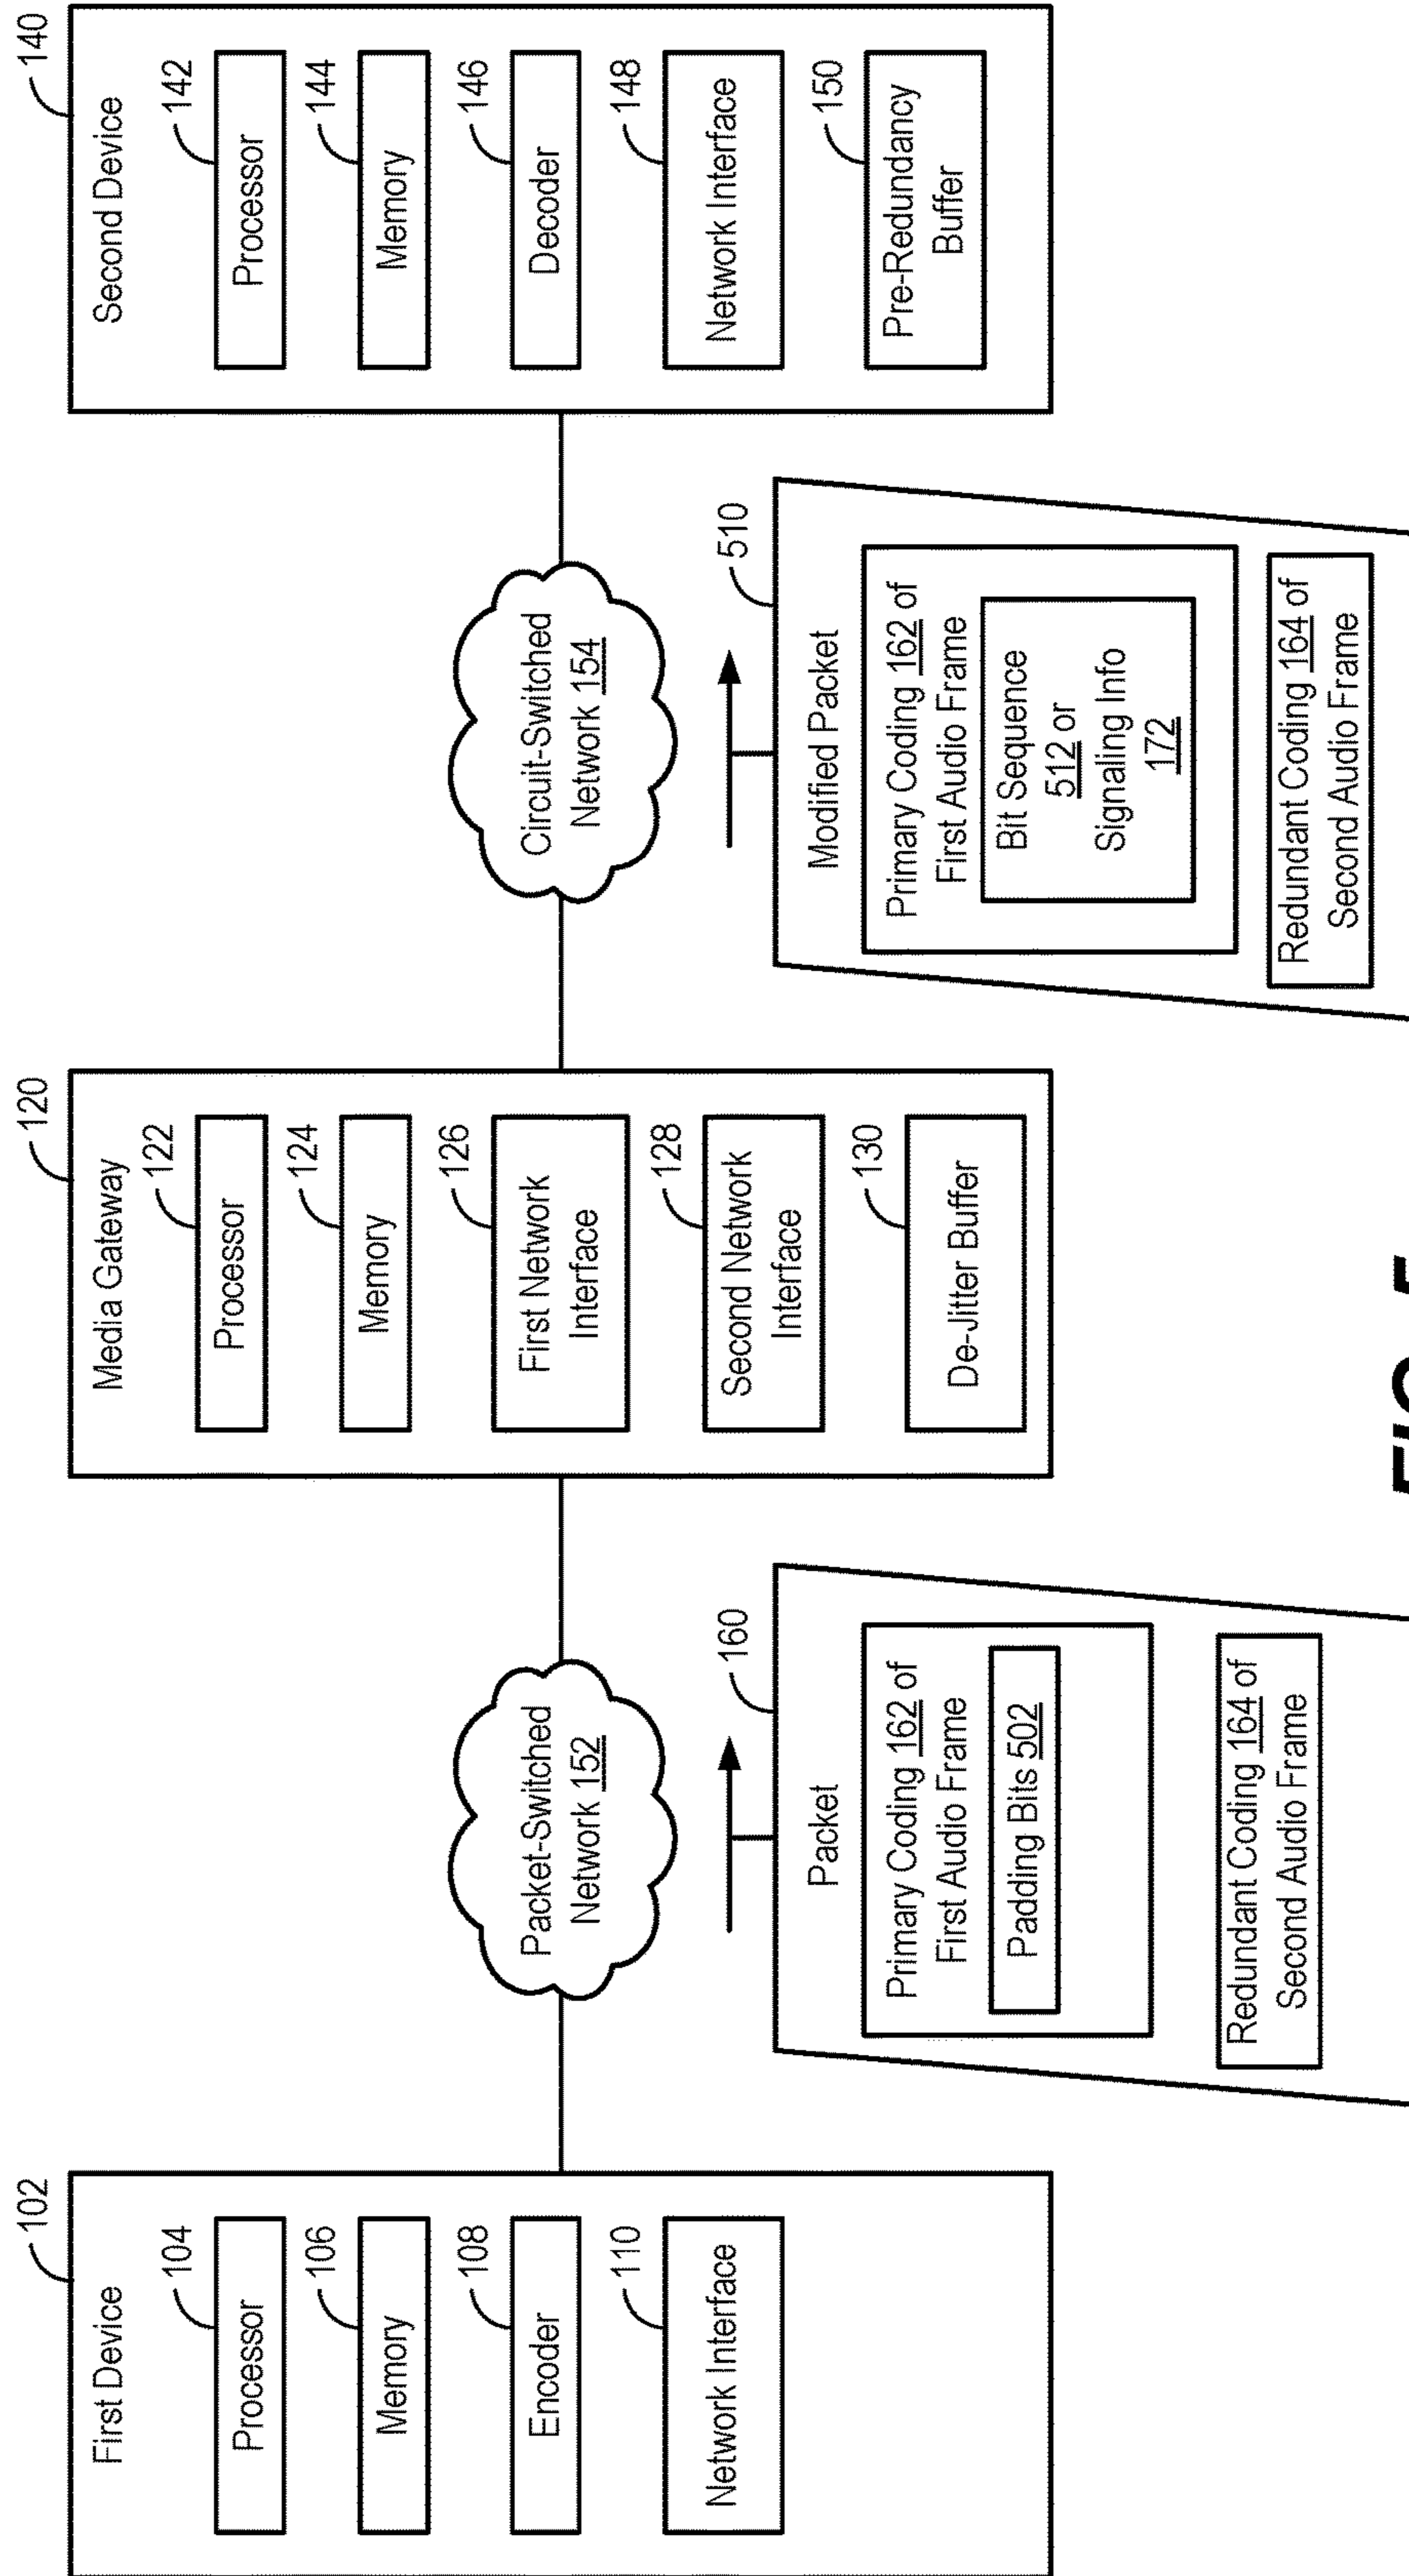 102
First Device
104
Processor
106
Memory
108
Encoder
110
Network Interface
Packet-Switched
Network 152
160
Packet
Primary Coding 162 of
First Audio Frame
Padding Bits 502
Redundant Coding 164 of
Second Audio Frame
120
Media Gateway
122
Processor
124
Memory
126
First Network
Interface
128
Second Network
Interface
130
De-Jitter Buffer
Circuit-Switched
Network 154
510
Modified Packet
Primary Coding 162 of
First Audio Frame
Bit Sequence
512 or
Signaling Info
172
Redundant Coding 164 of
Second Audio Frame
140
Second Device
142
Processor
144
Memory
146
Decoder
148
Network Interface
150
Pre-Redundancy
Buffer